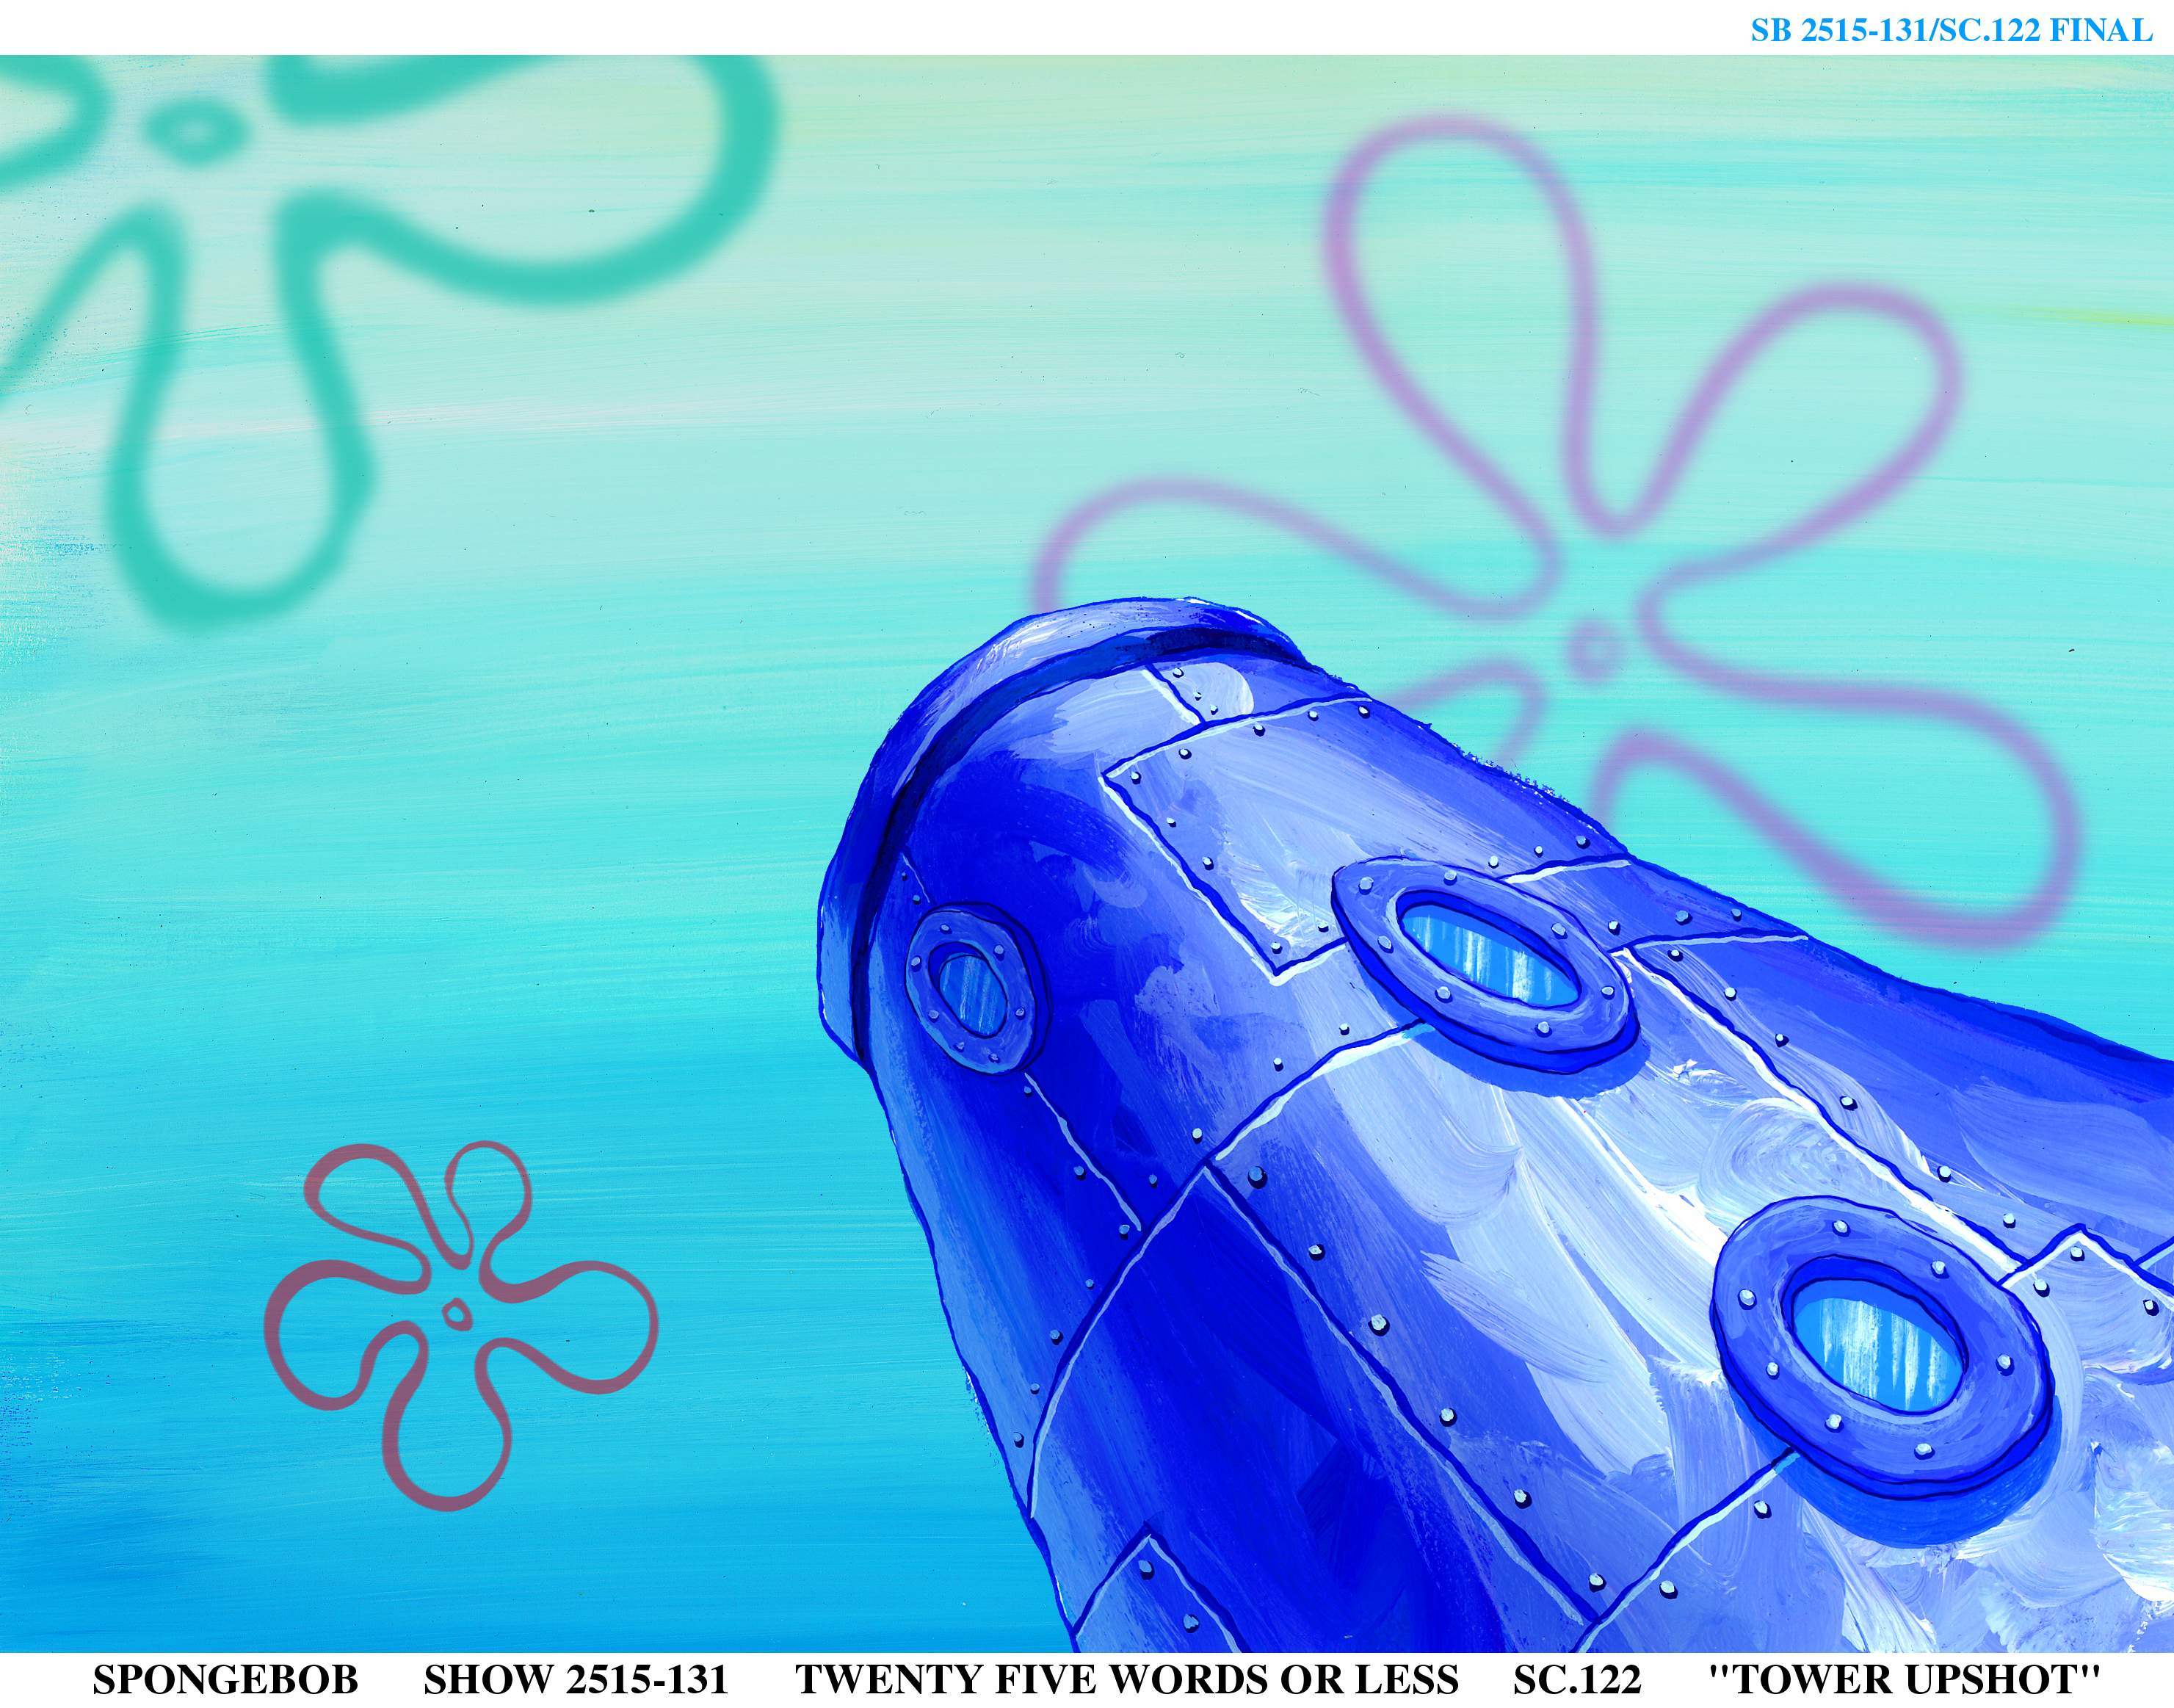 SB 2515-131/SC.122 FINAL
SPONGEBOB SHOW 2515-131 TWENTY FIVE WORDS OR LESS SC.122 "TOWER UPSHOT"